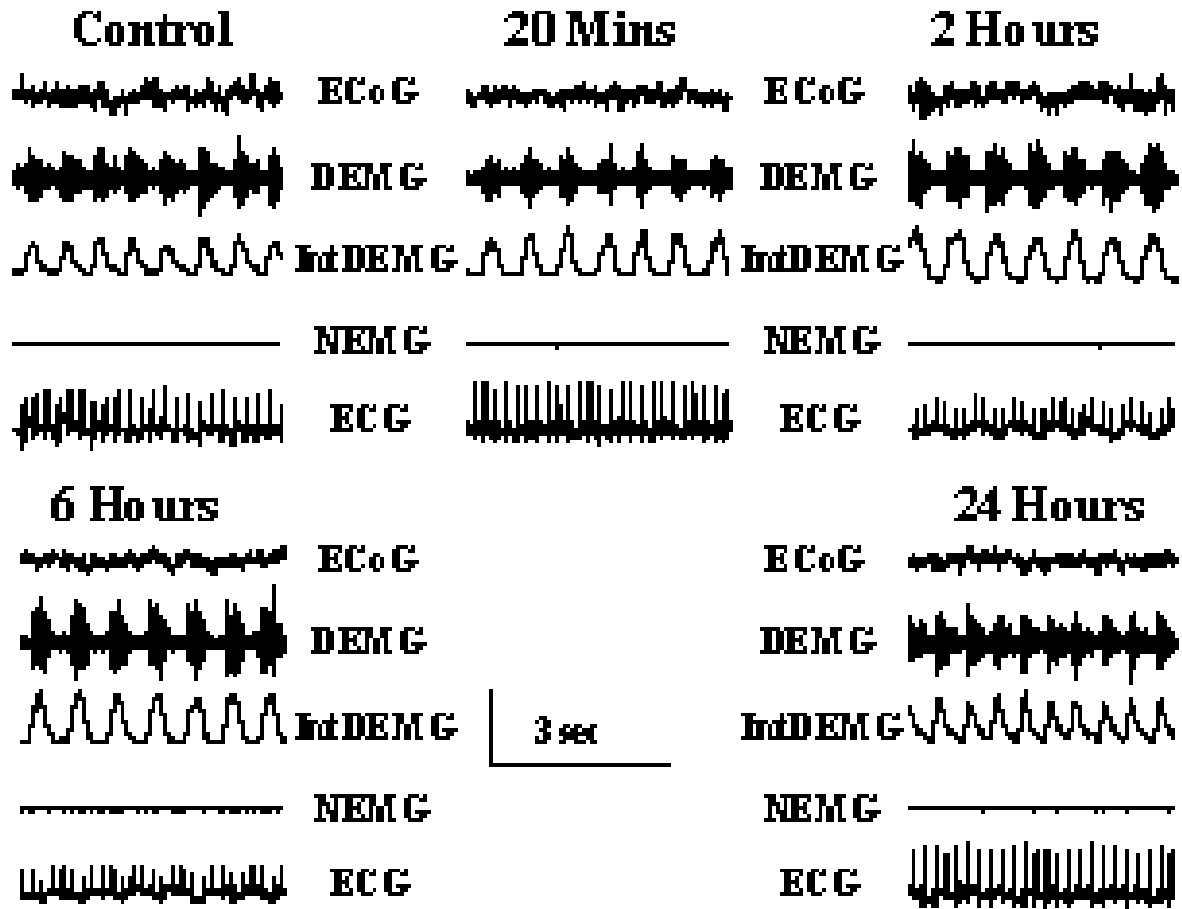 Control 20 Mins 2 Hours
ECoG ECoG
DEMG DEMG
IntDEMG IntDEMG
NEMG NEMG
ECG ECG
6 Hours 24 Hours
ECoG ECoG
DEMG DEMG
IntDEMG 3 sec IntDEMG
NEMG NEMG
ECG ECG